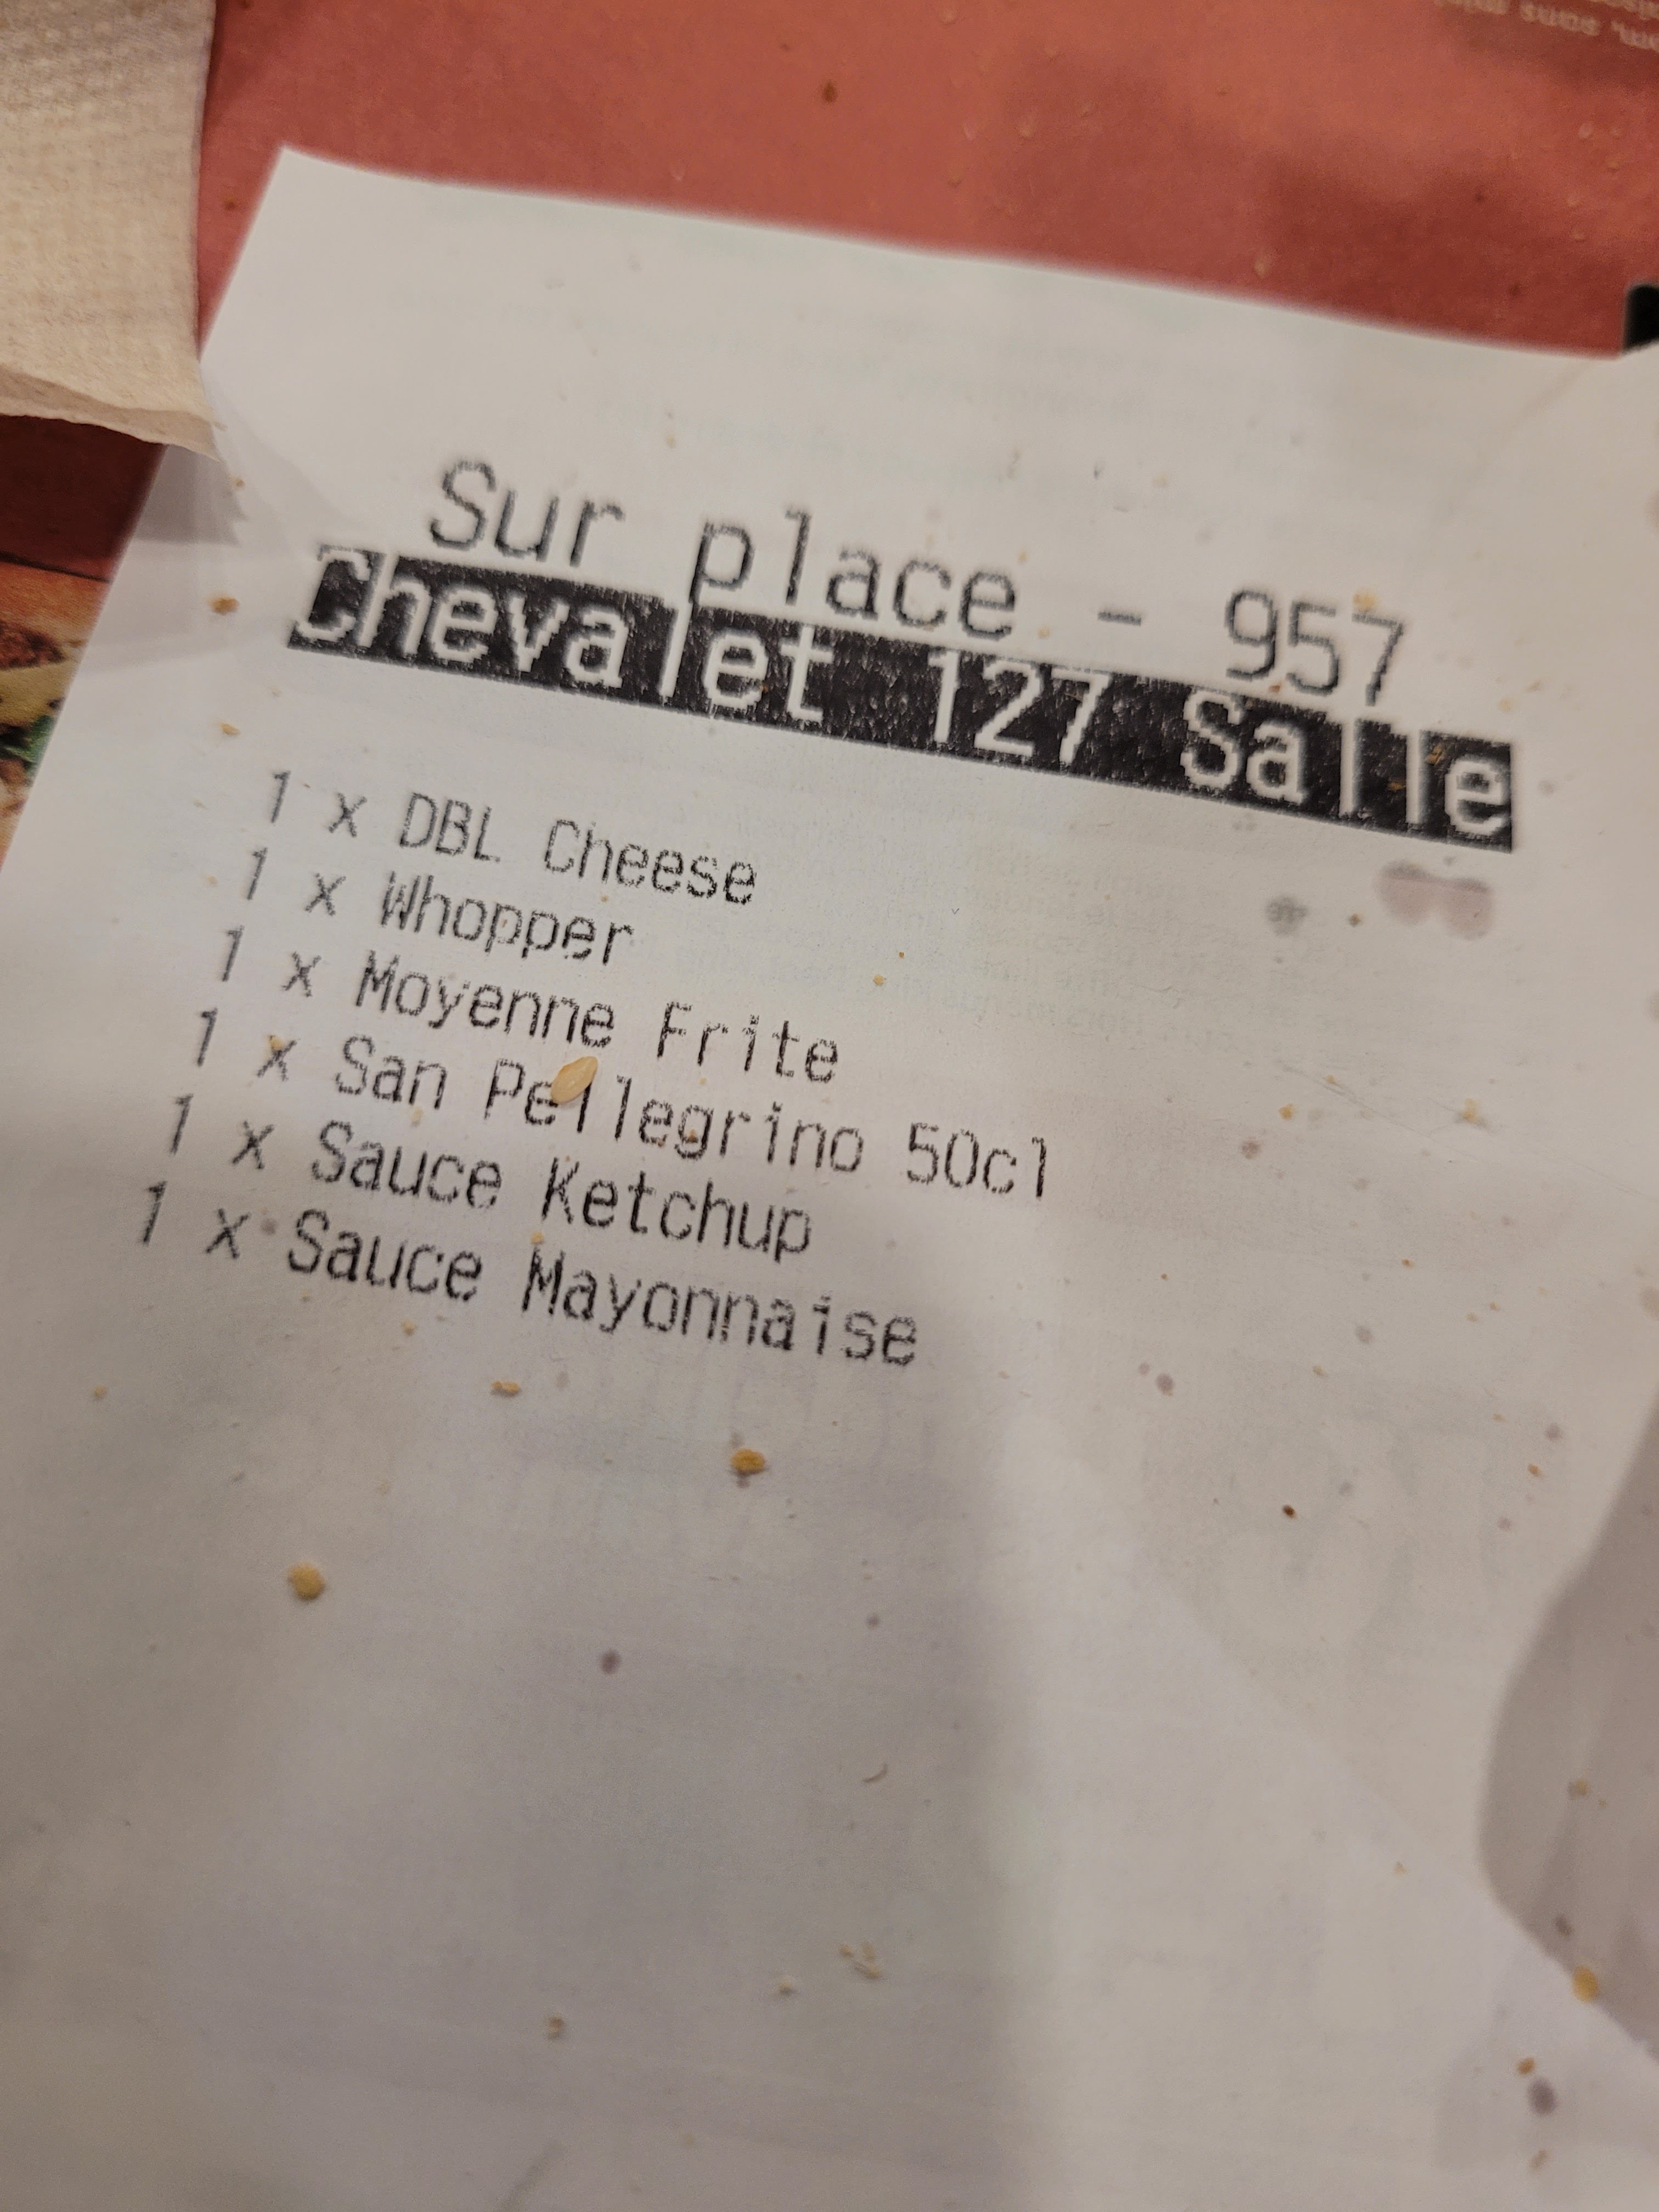 Sur place - 957
Chevalet 127 Salle
1 x DBL Cheese
1 x Whopper
1 x Moyenne Frite
1 x San Pellegrino 50cl
1 x Sauce Ketchup
1 x Sauce Mayonnaise